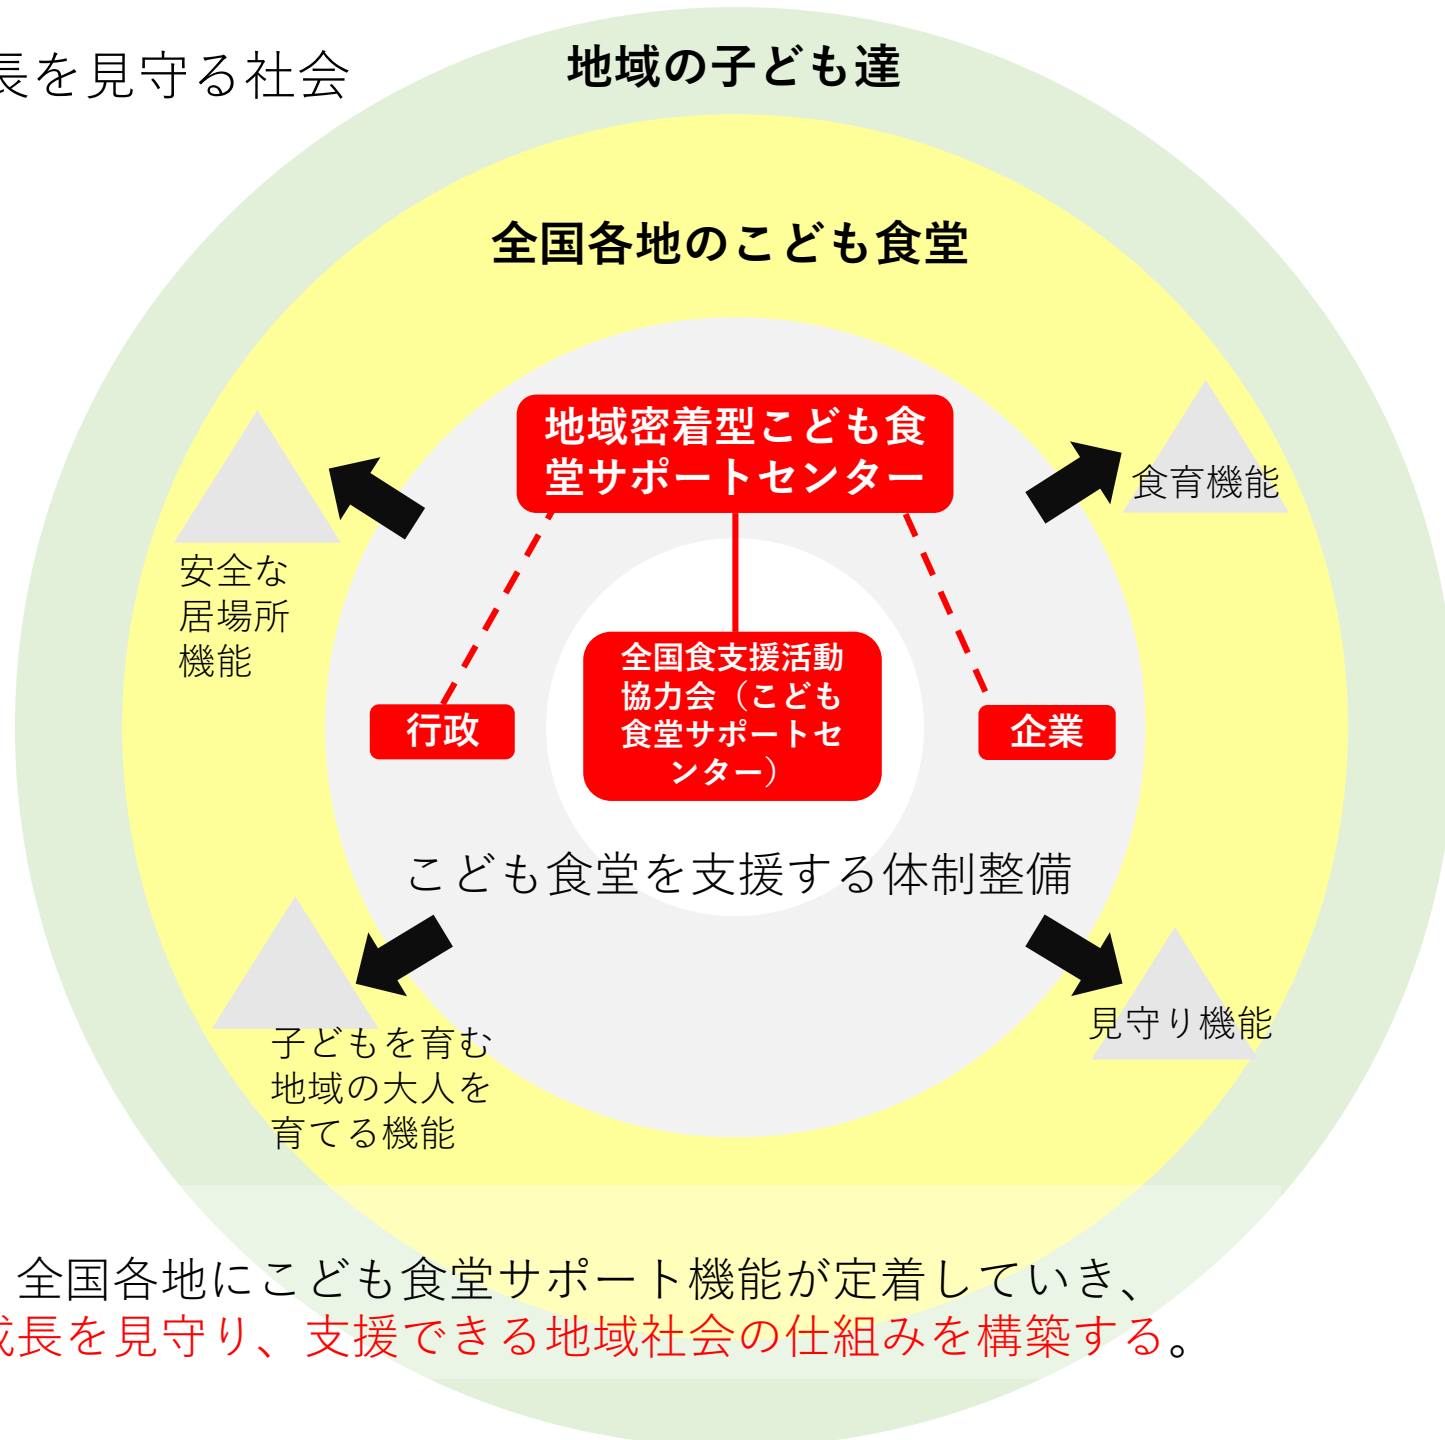 長を見守る社会
地域の子ども達
全国各地のこども食堂
地域密着型こども食
堂サポートセンター
食育機能
安全な
居場所
機能
全国食支援活動
協力会（こども
食堂サポートセ
ンター）
行政
企業
こども食堂を支援する体制整備
子どもを育む
地域の大人を
育てる機能
見守り機能
全国各地にこども食堂サポート機能が定着していき、
成長を見守り、支援できる地域社会の仕組みを構築する。